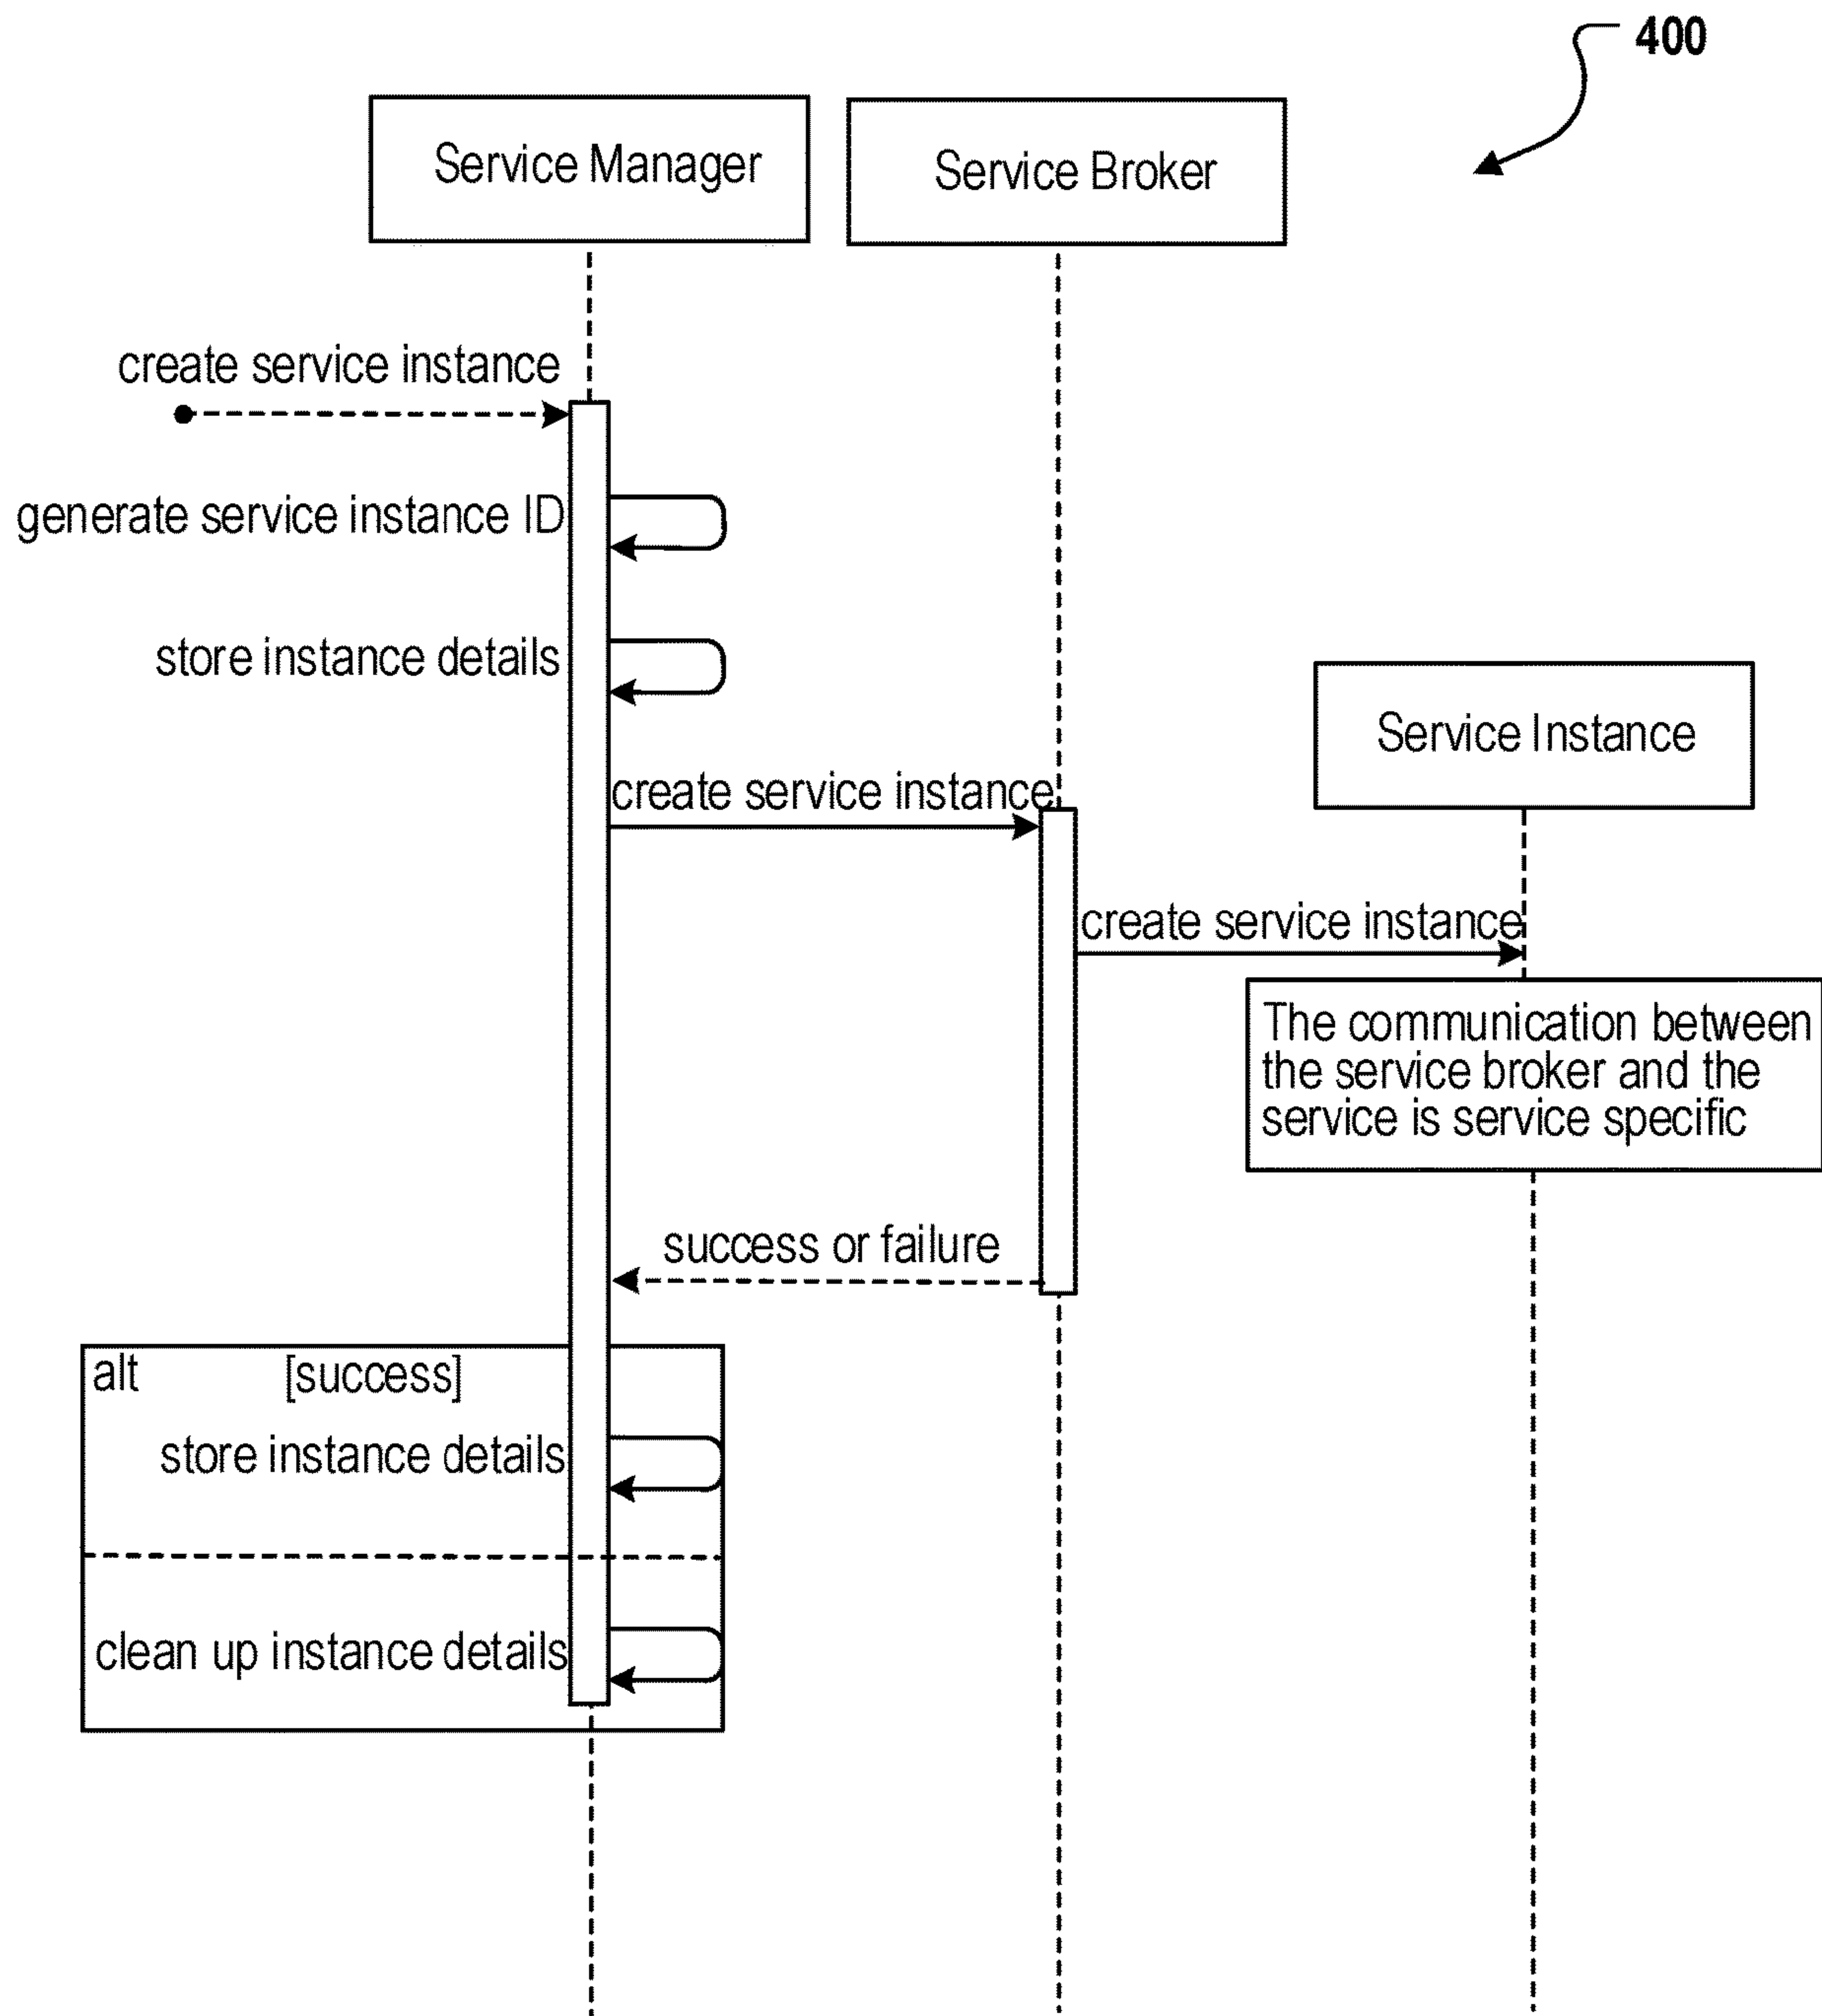 400
Service Manager
Service Broker
create service instance
generate service instance ID
store instance details
Service Instance
create service instance
create service instance
The communication between
the service broker and the
service is service specific
success or failure
alt [success]
store instance details
clean up instance details